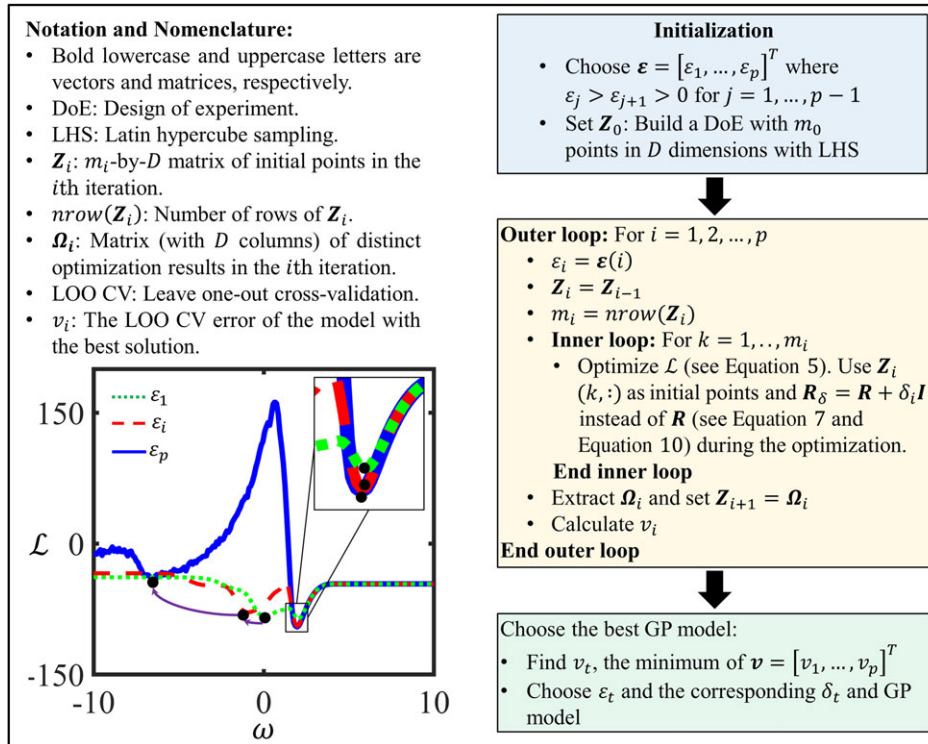 Notation and Nomenclature:
• Bold lowercase and uppercase letters are
vectors and matrices, respectively.
• DoE: Design of experiment.
• LHS: Latin hypercube sampling.
• 𝒁ᵢ: mᵢ-by-D matrix of initial points in the
ith iteration.
• nrow(𝒁ᵢ): Number of rows of 𝒁ᵢ.
• 𝜴ᵢ: Matrix (with D columns) of distinct
optimization results in the ith iteration.
• LOO CV: Leave one-out cross-validation.
• vᵢ: The LOO CV error of the model with
the best solution.
150
0
-150
ℒ
ε₁
εᵢ
εₚ
-10
0
10
ω
Initialization
• Choose 𝜺 = [ε₁, … , εₚ]ᵀ where
εⱼ > εⱼ₊₁ > 0 for j = 1, … , p − 1
• Set 𝒁₀: Build a DoE with m₀
points in D dimensions with LHS
Outer loop: For i = 1, 2, … , p
• εᵢ = 𝜺(i)
• 𝒁ᵢ = 𝒁ᵢ₋₁
• mᵢ = nrow(𝒁ᵢ)
• Inner loop: For k = 1, . . , mᵢ
• Optimize ℒ (see Equation 5). Use 𝒁ᵢ
(k, :) as initial points and 𝑹_δ = 𝑹 + δᵢ𝑰
instead of 𝑹 (see Equation 7 and
Equation 10) during the optimization.
End inner loop
• Extract 𝜴ᵢ and set 𝒁ᵢ₊₁ = 𝜴ᵢ
• Calculate vᵢ
End outer loop
Choose the best GP model:
• Find vₜ, the minimum of 𝒗 = [v₁, … , vₚ]ᵀ
• Choose εₜ and the corresponding δₜ and GP
model